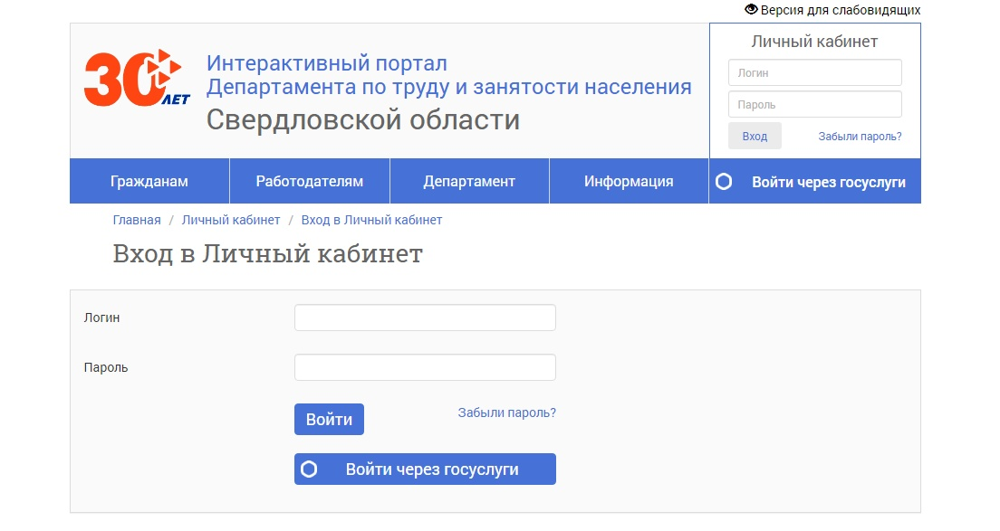 Версия для слабовидящих
30 ЛЕТ
Интерактивный портал
Департамента по труду и занятости населения
Свердловской области
Личный кабинет
Логин
Пароль
Вход Забыли пароль?
Гражданам Работодателям Департамент Информация Войти через госуслуги
Главная / Личный кабинет / Вход в Личный кабинет
Вход в Личный кабинет
Логин
Пароль
Войти Забыли пароль?
Войти через госуслуги